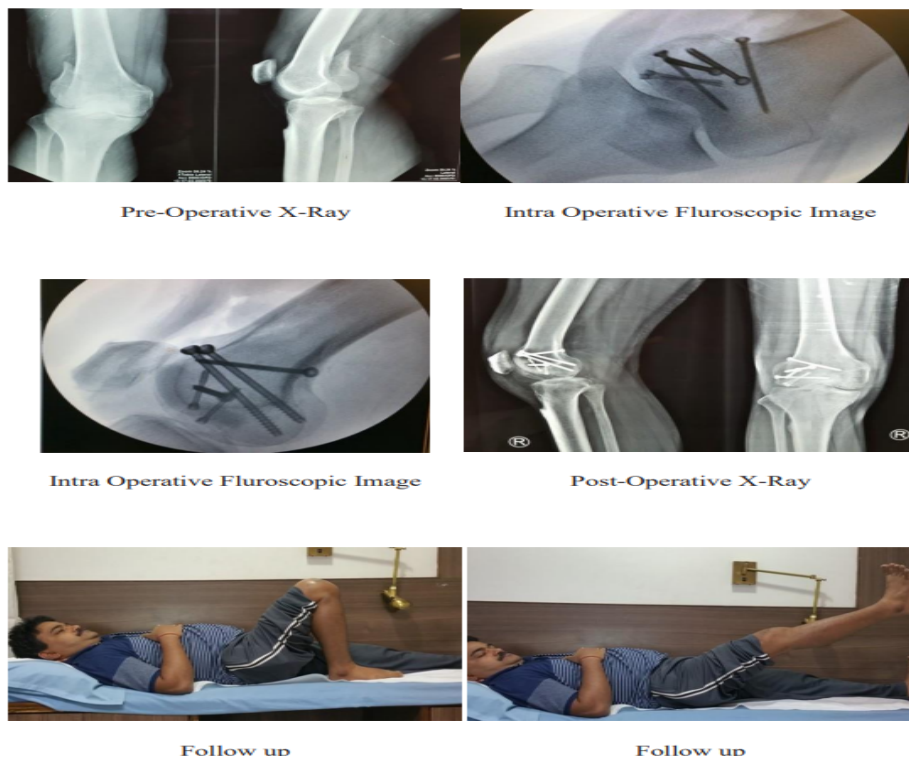 Pre-Operative X-Ray
Intra Operative Fluroscopic Image
Intra Operative Fluroscopic Image
R
R
Post-Operative X-Ray
Follow up
Follow up